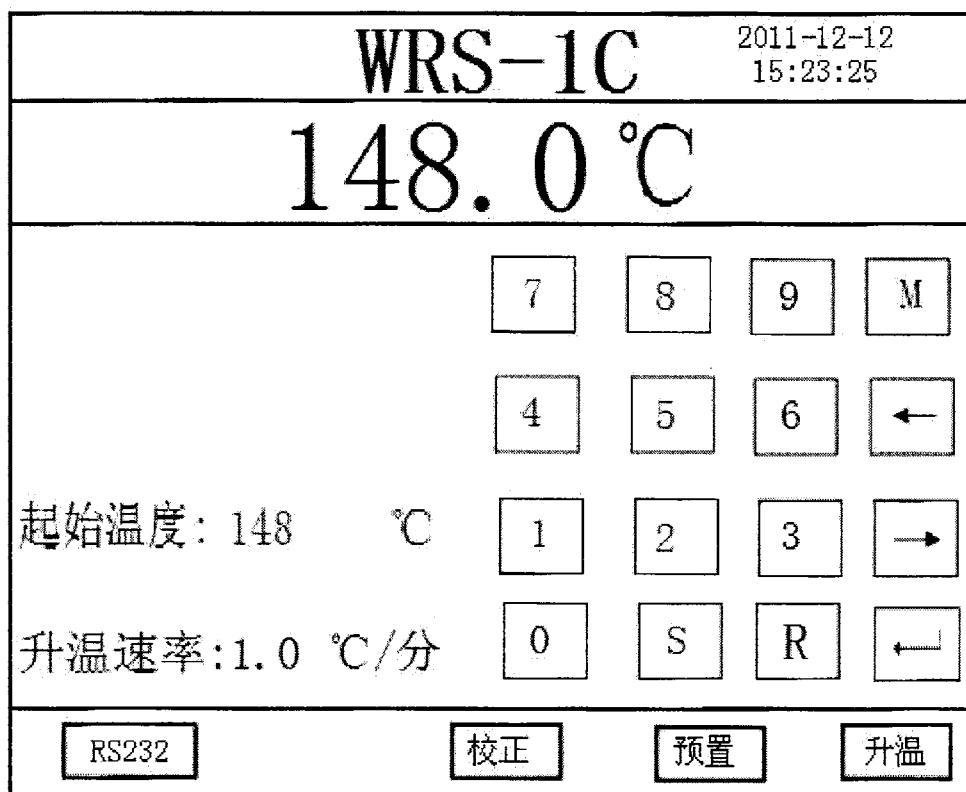 WRS-1C
2011-12-12
15:23:25
148.0℃
7 8 9 M
4 5 6 ←
起始温度: 148 ℃
1 2 3 →
升温速率:1.0 ℃/分
0 S R ↵
RS232 校正 预置 升温